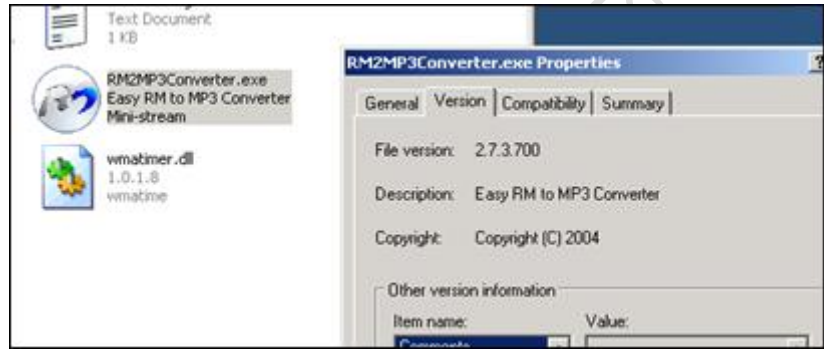 Text Document
1 KB
RM2MP3Converter.exe
Easy RM to MP3 Converter
Mini-stream
wmatimer.dll
1.0.1.8
wmatime
RM2MP3Converter.exe Properties
?
General Version Compatibility Summary
File version: 2.7.3.700
Description: Easy RM to MP3 Converter
Copyright: Copyright (C) 2004
Other version information
Item name: Value:
Comments